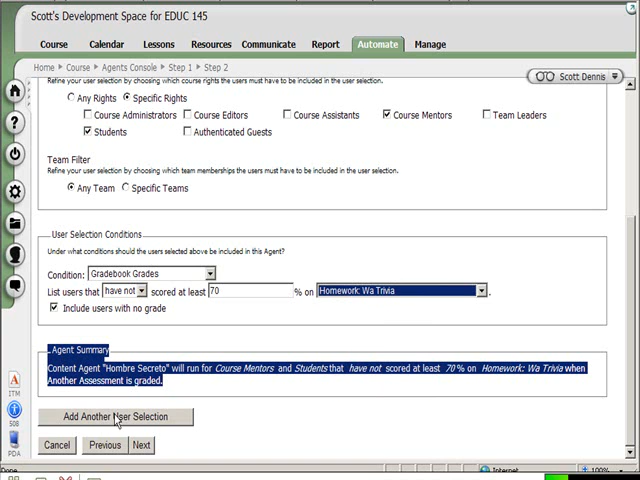 Scott's Development Space for EDUC 145
Course Calendar Lessons Resources Communicate Report Automate Manage
Home > Course > Agents Console > Step 1 > Step 2
Scott Dennis
Refine your user selection by choosing which course rights the users must have to be included in the user selection.
Any Rights Specific Rights
Course Administrators Course Editors Course Assistants Course Mentors Team Leaders
Students Authenticated Guests
Team Filter
Refine your user selection by choosing which team memberships the users must have to be included in the user selection.
Any Team Specific Teams
User Selection Conditions
Under what conditions should the users selected above be included in this Agent?
Condition: Gradebook Grades
List users that have not scored at least 70 % on Homework: Wa Trivia .
Include users with no grade
Agent Summary
Content Agent "Hombre Secreto" will run for Course Mentors and Students that have not scored at least 70 % on Homework: Wa Trivia when
Another Assessment is graded.
ITM
508
PDA
Add Another User Selection
Cancel Previous Next
Done
Internet
100%